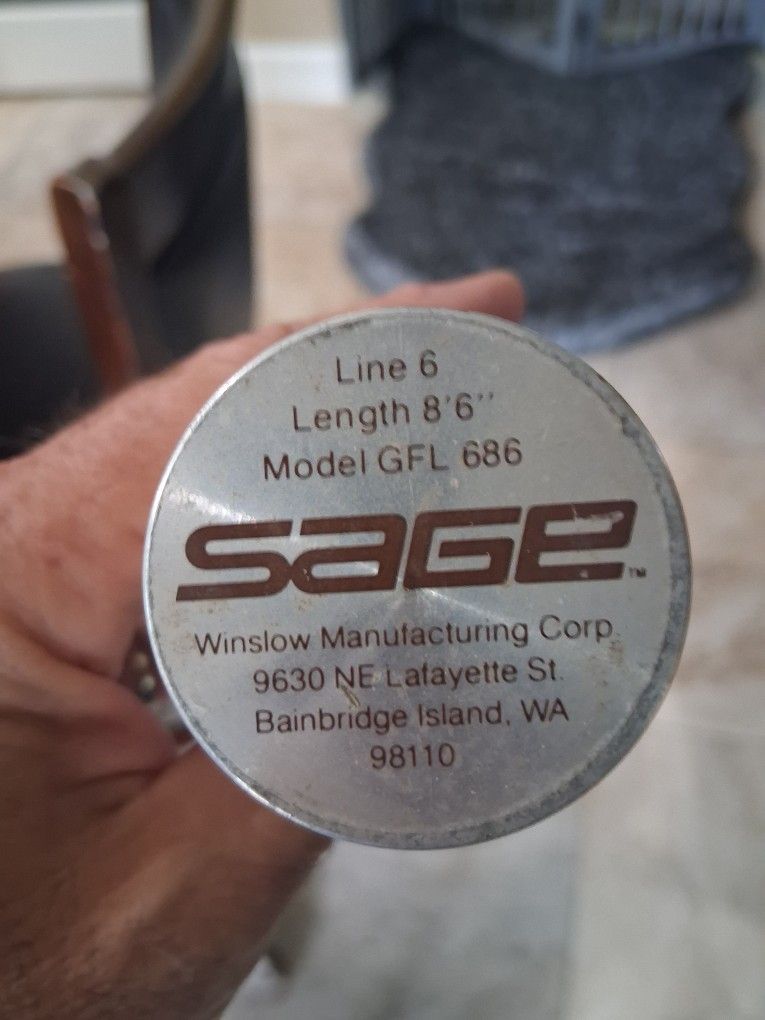 Line 6
Length 8'6"
Model GFL 686
SAGE™
Winslow Manufacturing Corp.
9630 NE Lafayette St.
Bainbridge Island, WA
98110